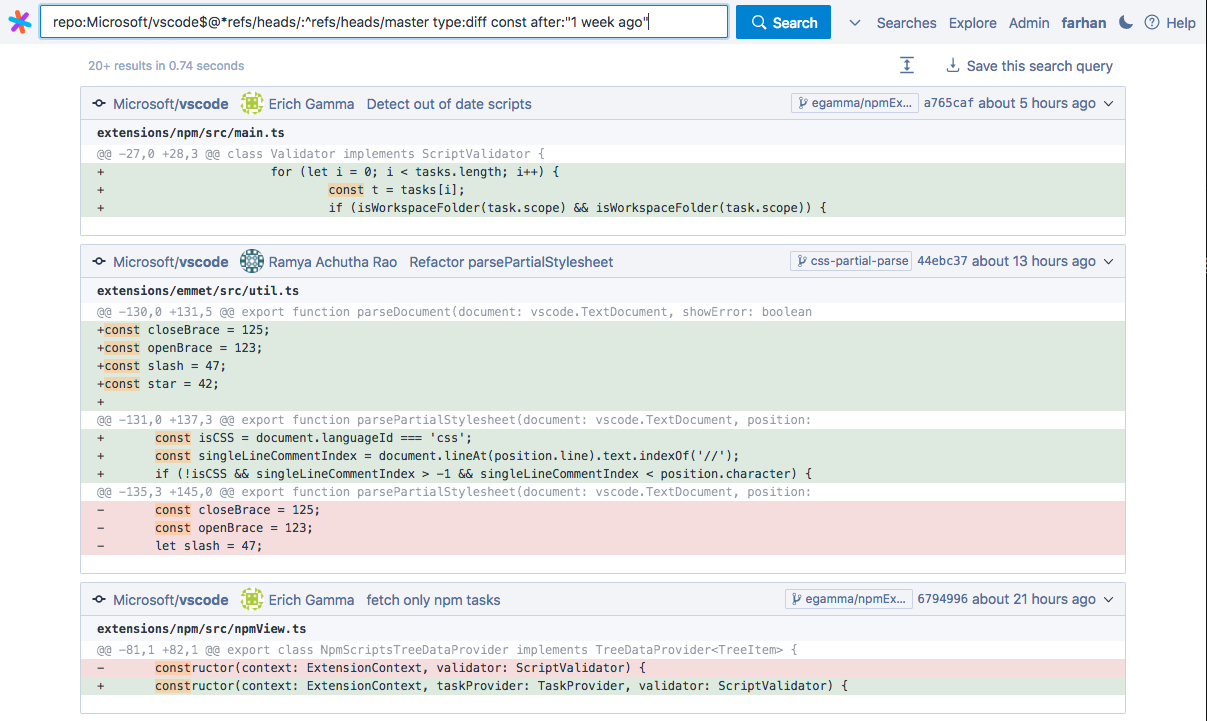 repo:Microsoft/vscode$@*refs/heads/:^refs/heads/master type:diff const after:"1 week ago"
Search
Searches Explore Admin farhan Help
20+ results in 0.74 seconds
Save this search query
Microsoft/vscode Erich Gamma Detect out of date scripts egamma/npmEx... a765caf about 5 hours ago
extensions/npm/src/main.ts
@@ -27,0 +28,3 @@ class Validator implements ScriptValidator {
+ for (let i = 0; i < tasks.length; i++) {
+ const t = tasks[i];
+ if (isWorkspaceFolder(task.scope) && isWorkspaceFolder(task.scope)) {
Microsoft/vscode Ramya Achutha Rao Refactor parsePartialStylesheet css-partial-parse 44ebc37 about 13 hours ago
extensions/emmet/src/util.ts
@@ -130,0 +131,5 @@ export function parseDocument(document: vscode.TextDocument, showError: boolean
+const closeBrace = 125;
+const openBrace = 123;
+const slash = 47;
+const star = 42;
+
@@ -131,0 +137,3 @@ export function parsePartialStylesheet(document: vscode.TextDocument, position:
+ const isCSS = document.languageId === 'css';
+ const singleLineCommentIndex = document.lineAt(position.line).text.indexOf('//');
+ if (!isCSS && singleLineCommentIndex > -1 && singleLineCommentIndex < position.character) {
@@ -135,3 +145,0 @@ export function parsePartialStylesheet(document: vscode.TextDocument, position:
- const closeBrace = 125;
- const openBrace = 123;
- let slash = 47;
Microsoft/vscode Erich Gamma fetch only npm tasks egamma/npmEx... 6794996 about 21 hours ago
extensions/npm/src/npmView.ts
@@ -81,1 +82,1 @@ export class NpmScriptsTreeDataProvider implements TreeDataProvider<TreeItem> {
- constructor(context: ExtensionContext, validator: ScriptValidator) {
+ constructor(context: ExtensionContext, taskProvider: TaskProvider, validator: ScriptValidator) {